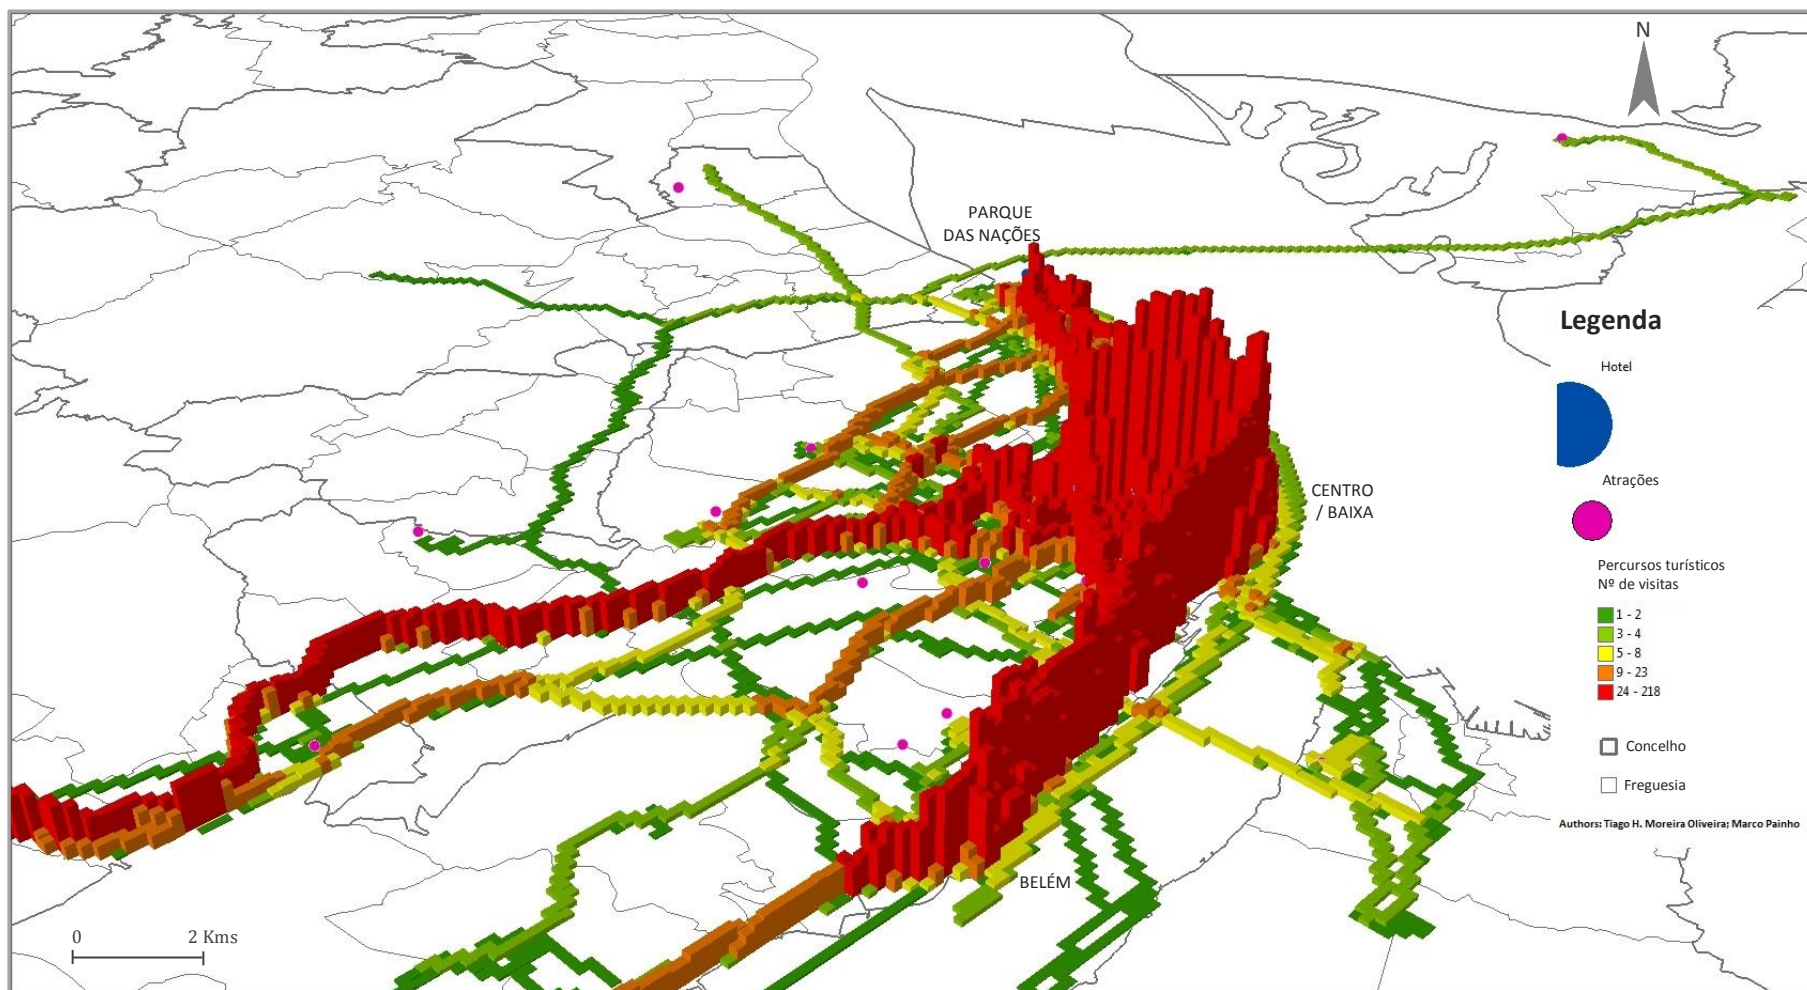 N
PARQUE
DAS NAÇÕES
CENTRO
/ BAIXA
BELÉM
0 2 Kms
Legenda
Hotel
Atrações
Percursos turísticos
Nº de visitas
1 - 2
3 - 4
5 - 8
9 - 23
24 - 218
Concelho
Freguesia
Authors: Tiago H. Moreira Oliveira; Marco Painho